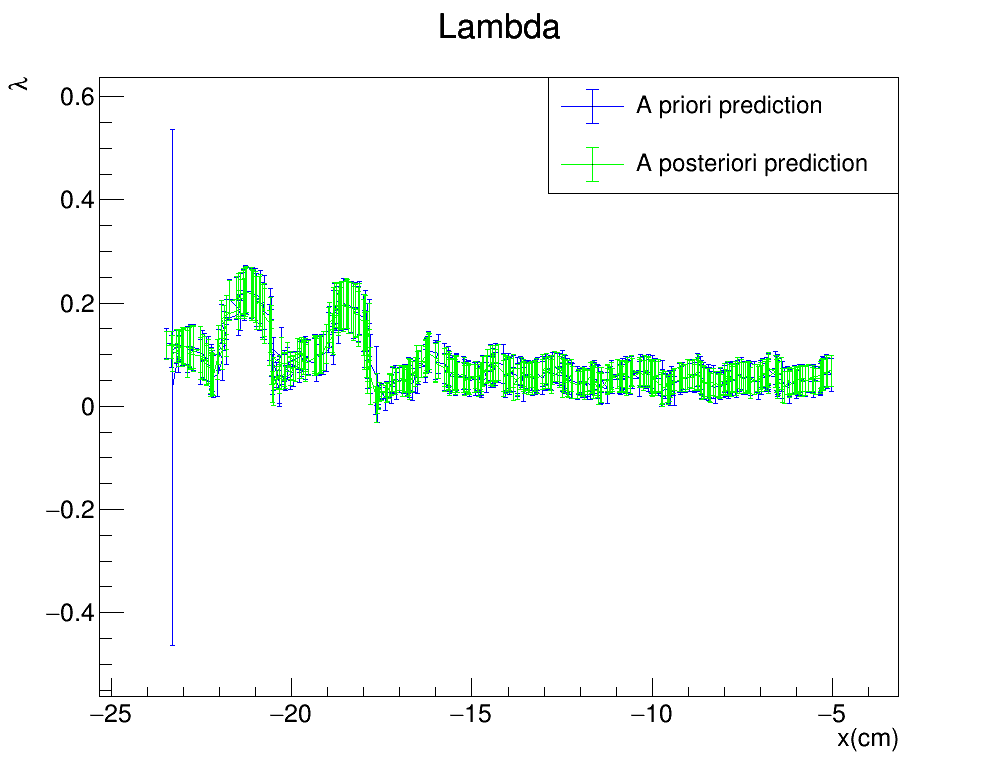 Lambda
λ
0.6
0.4
0.2
0
−0.2
−0.4
A priori prediction
A posteriori prediction
−25 −20 −15 −10 −5
x(cm)